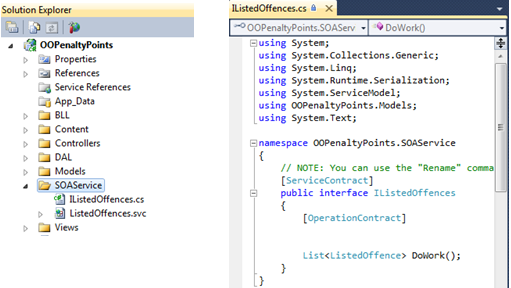 Solution Explorer
OOPenaltyPoints
Properties
References
Service References
App_Data
BLL
Content
Controllers
DAL
Models
SOAService
IListedOffences.cs
ListedOffences.svc
Views
IListedOffences.cs
OOPenaltyPoints.SOAServ
DoWork()
using System;
using System.Collections.Generic;
using System.Linq;
using System.Runtime.Serialization;
using System.ServiceModel;
using OOPenaltyPoints.Models;
using System.Text;
namespace OOPenaltyPoints.SOAService
{
// NOTE: You can use the "Rename" comma
[ServiceContract]
public interface IListedOffences
{
[OperationContract]
List<ListedOffence> DoWork();
}
}